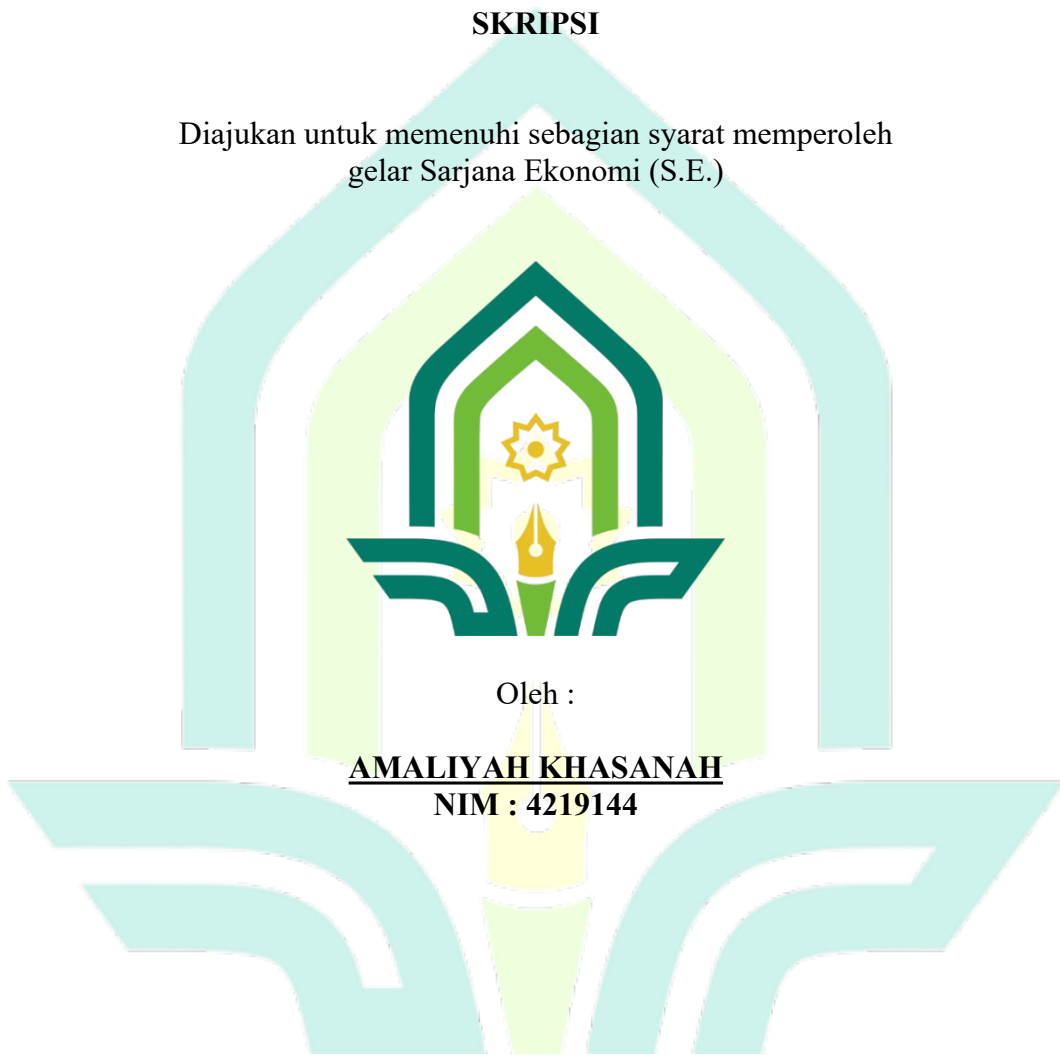 SKRIPSI
Diajukan untuk memenuhi sebagian syarat memperoleh
gelar Sarjana Ekonomi (S.E.)
Oleh :
AMALIYAH KHASANAH
NIM : 4219144